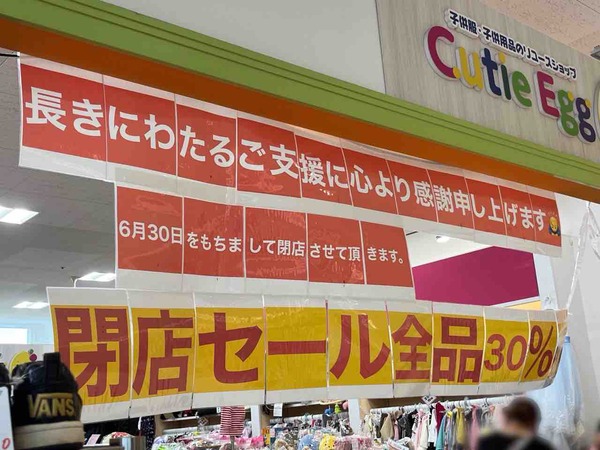 子供服・子供用品のリユースショップ
Cutie Egg
長きにわたるご支援に心より感謝申し上げます
6月30日をもちまして閉店させて頂きます。
閉店セール全品30%
VANS